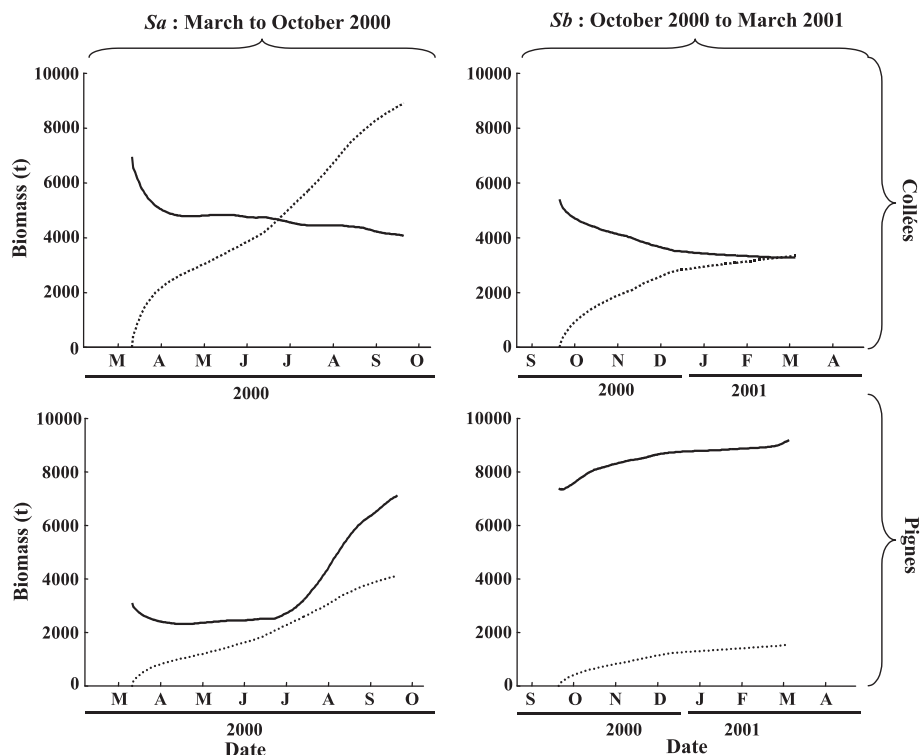 Sa : March to October 2000
Sb : October 2000 to March 2001
10000
8000
6000
4000
2000
0
Biomass (t)
M A M J J A S O
2000
10000
8000
6000
4000
2000
0
S O N D J F M A
2000 2001
Collées
10000
8000
6000
4000
2000
0
Biomass (t)
M A M J J A S O
2000
Date
10000
8000
6000
4000
2000
0
S O N D J F M A
2000 2001
Date
Pignes